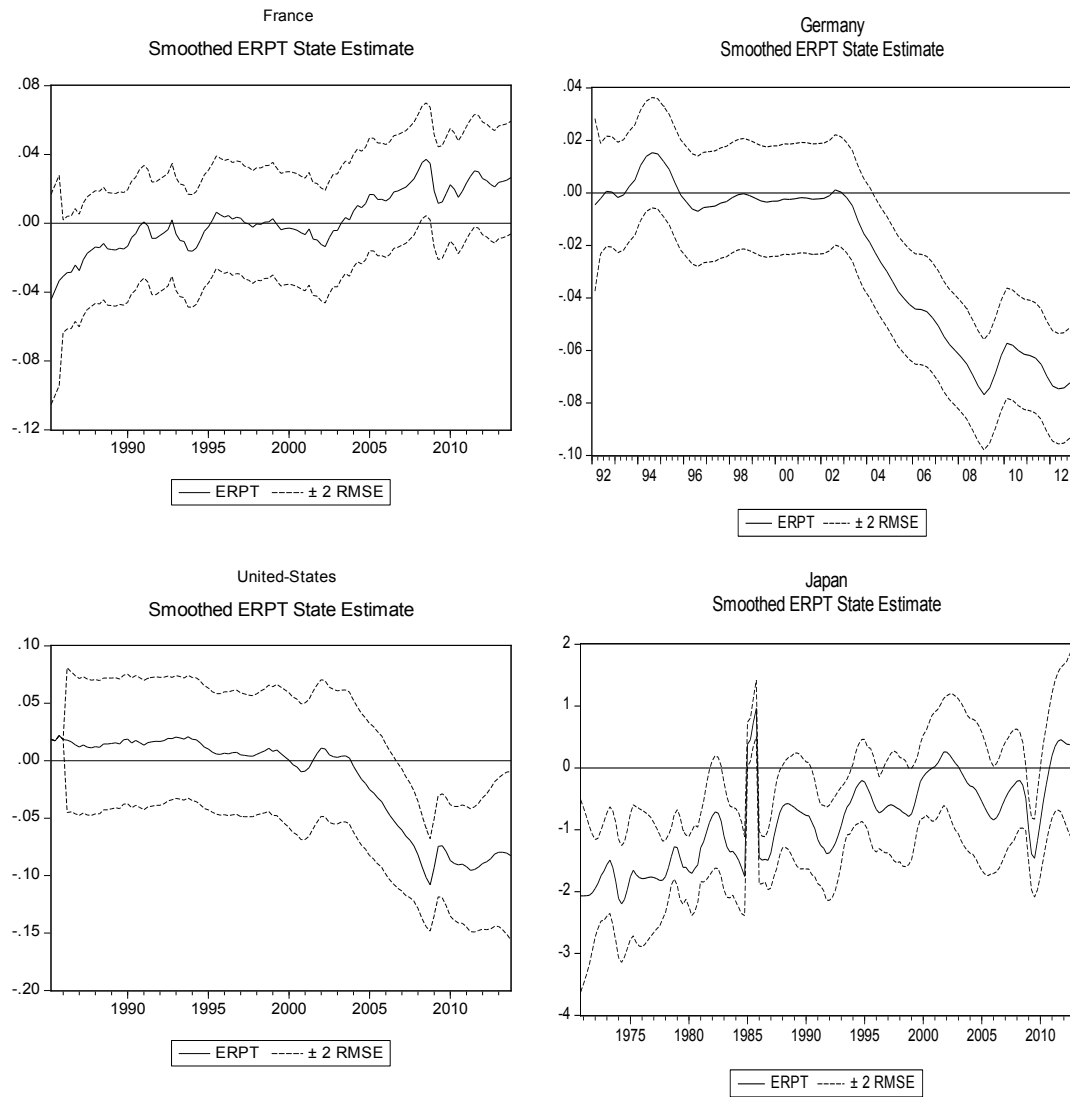 France
Smoothed ERPT State Estimate
.08
.04
.00
-.04
-.08
-.12
1990 1995 2000 2005 2010
ERPT ± 2 RMSE
Germany
Smoothed ERPT State Estimate
.04
.02
.00
-.02
-.04
-.06
-.08
-.10
92 94 96 98 00 02 04 06 08 10 12
ERPT ± 2 RMSE
United-States
Smoothed ERPT State Estimate
.10
.05
.00
-.05
-.10
-.15
-.20
1990 1995 2000 2005 2010
ERPT ± 2 RMSE
Japan
Smoothed ERPT State Estimate
2
1
0
-1
-2
-3
-4
1975 1980 1985 1990 1995 2000 2005 2010
ERPT ± 2 RMSE